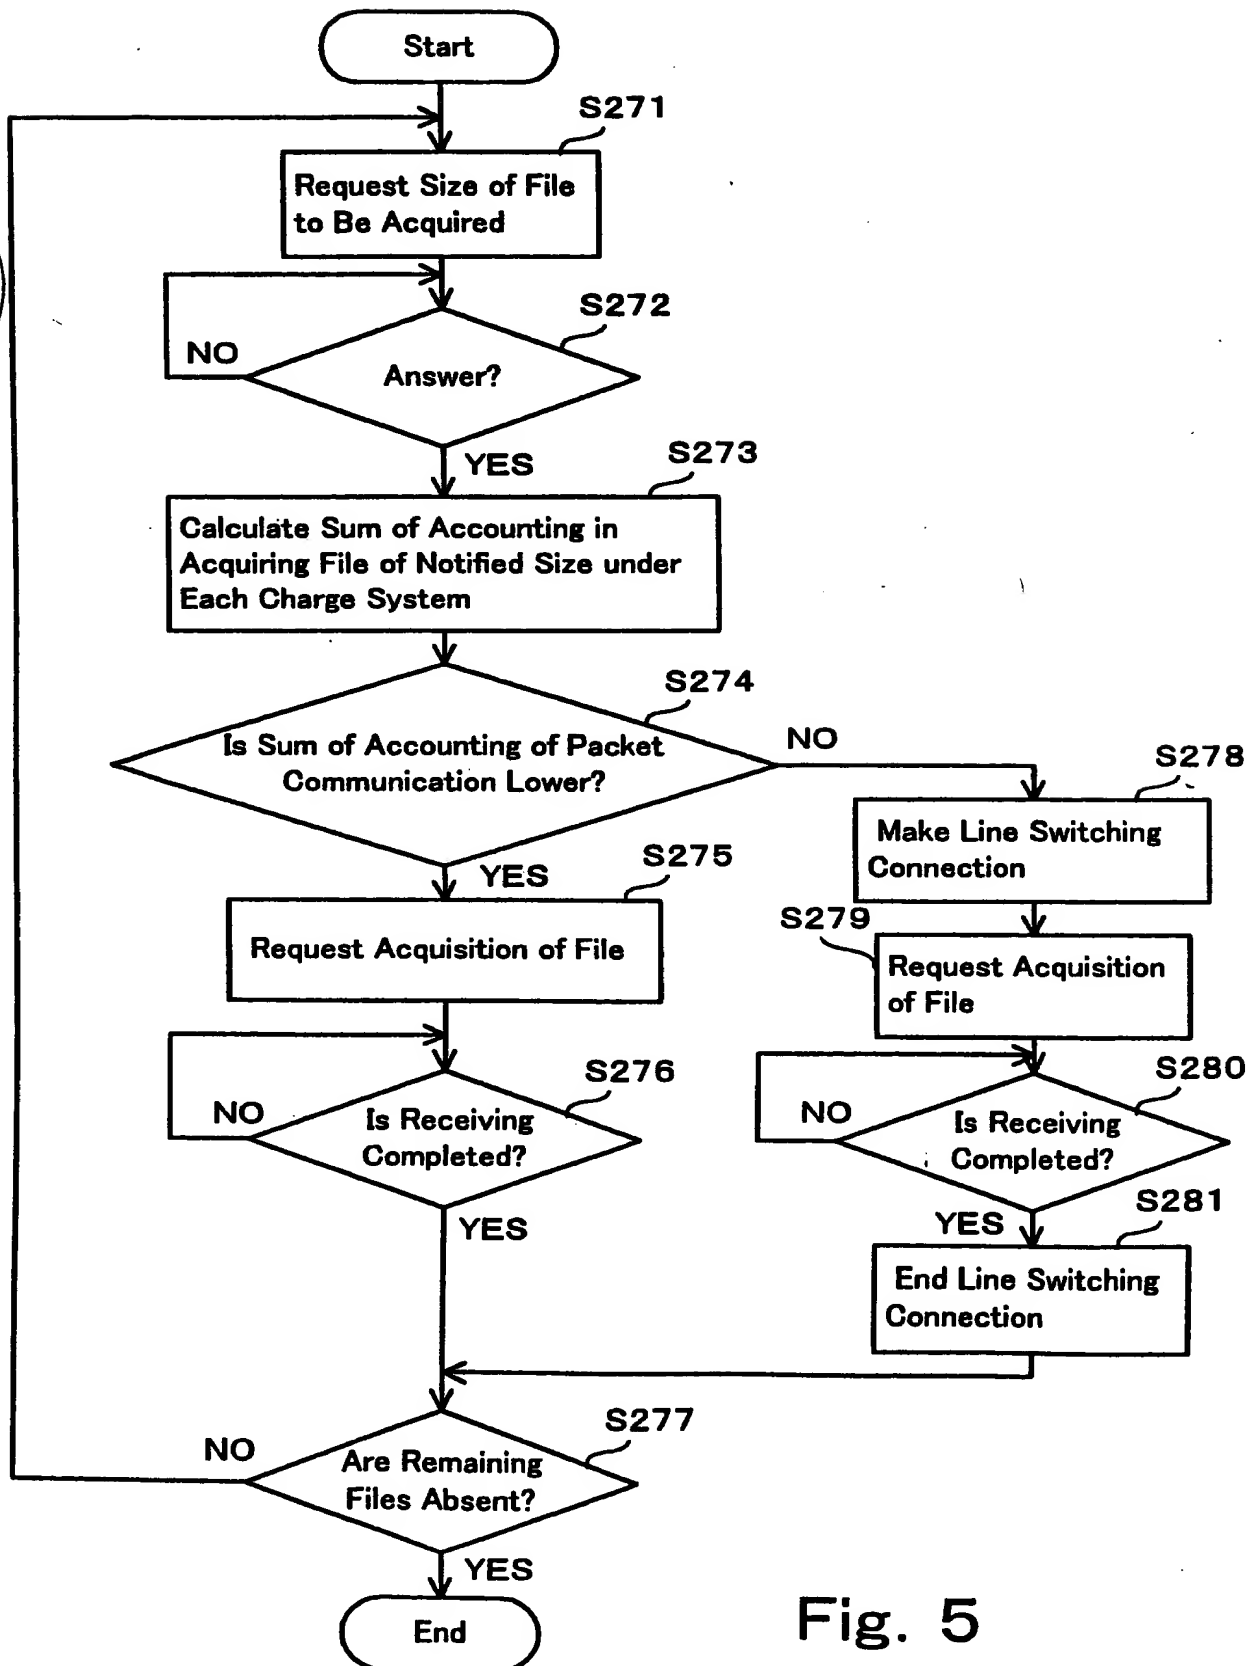 Start
S271
Request Size of File
to Be Acquired
S272
NO
Answer?
YES
S273
Calculate Sum of Accounting in
Acquiring File of Notified Size under
Each Charge System
S274
Is Sum of Accounting of Packet
Communication Lower?
NO
YES
S275
Request Acquisition of File
S276
NO
Is Receiving
Completed?
YES
S278
Make Line Switching
Connection
S279
Request Acquisition
of File
S280
NO
Is Receiving
Completed?
YES
S281
End Line Switching
Connection
S277
NO
Are Remaining
Files Absent?
YES
End
Fig. 5